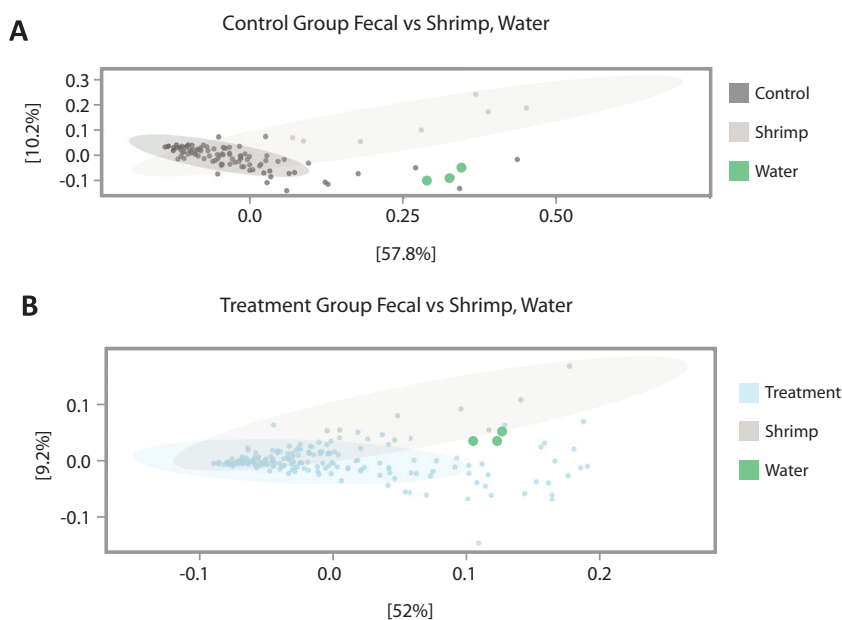 A
Control Group Fecal vs Shrimp, Water
[10.2%]
0.3
0.2
0.1
0.0
-0.1
0.0
0.25
0.50
[57.8%]
Control
Shrimp
Water
B
Treatment Group Fecal vs Shrimp, Water
[9.2%]
0.1
0.0
-0.1
-0.1
0.0
0.1
0.2
[52%]
Treatment
Shrimp
Water